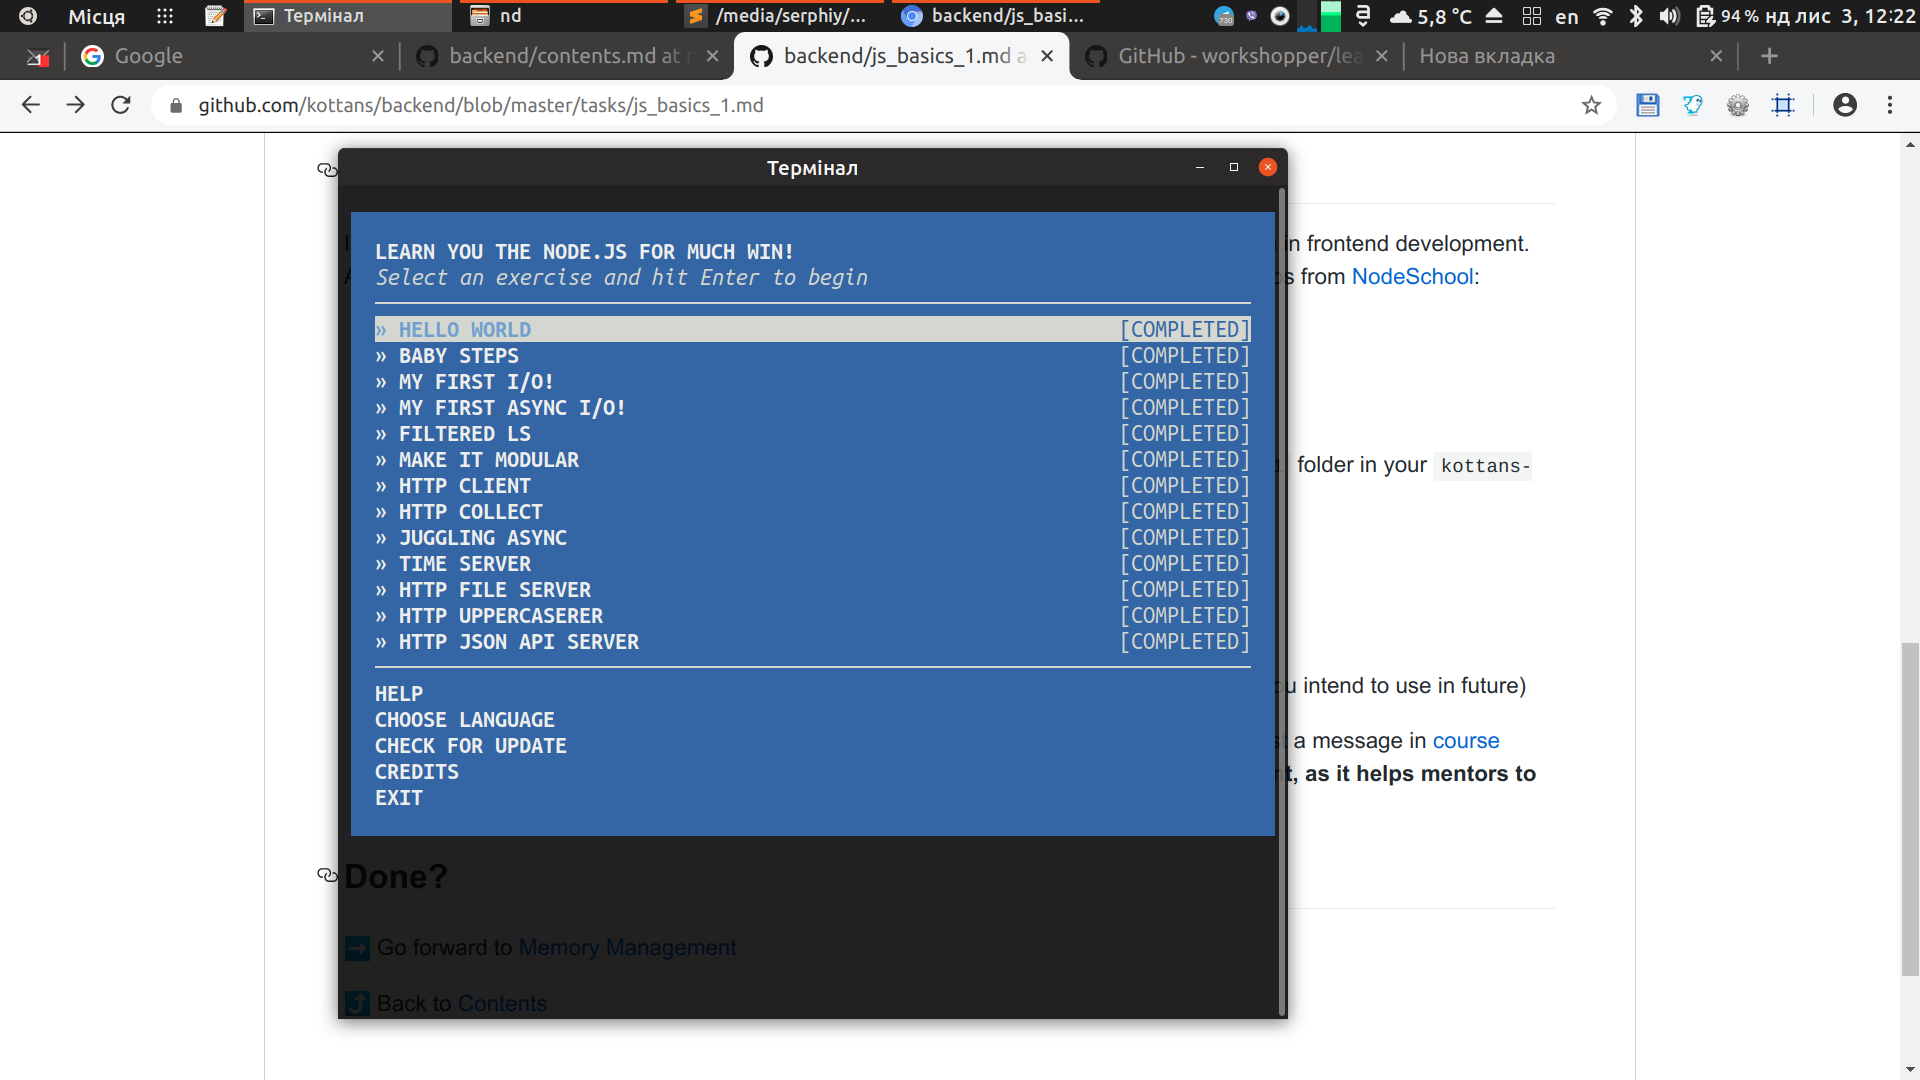 Місця
Термінал
nd
/media/serphiy/...
backend/js_basi...
730
5,8 °C
en
94 % нд лис 3, 12:22
Google
backend/contents.md at
backend/js_basics_1.md a
GitHub - workshopper/lea
Нова вкладка
github.com/kottans/backend/blob/master/tasks/js_basics_1.md
Термінал
LEARN YOU THE NODE.JS FOR MUCH WIN!
in frontend development.
Select an exercise and hit Enter to begin
from NodeSchool:
» HELLO WORLD [COMPLETED]
» BABY STEPS [COMPLETED]
» MY FIRST I/O! [COMPLETED]
» MY FIRST ASYNC I/O! [COMPLETED]
» FILTERED LS [COMPLETED]
» MAKE IT MODULAR [COMPLETED]
folder in your kottans-
» HTTP CLIENT [COMPLETED]
» HTTP COLLECT [COMPLETED]
» JUGGLING ASYNC [COMPLETED]
» TIME SERVER [COMPLETED]
» HTTP FILE SERVER [COMPLETED]
» HTTP UPPERCASERER [COMPLETED]
» HTTP JSON API SERVER [COMPLETED]
HELP
intend to use in future)
CHOOSE LANGUAGE
CHECK FOR UPDATE
a message in course
CREDITS
as it helps mentors to
EXIT
Done?
Go forward to Memory Management
Back to Contents